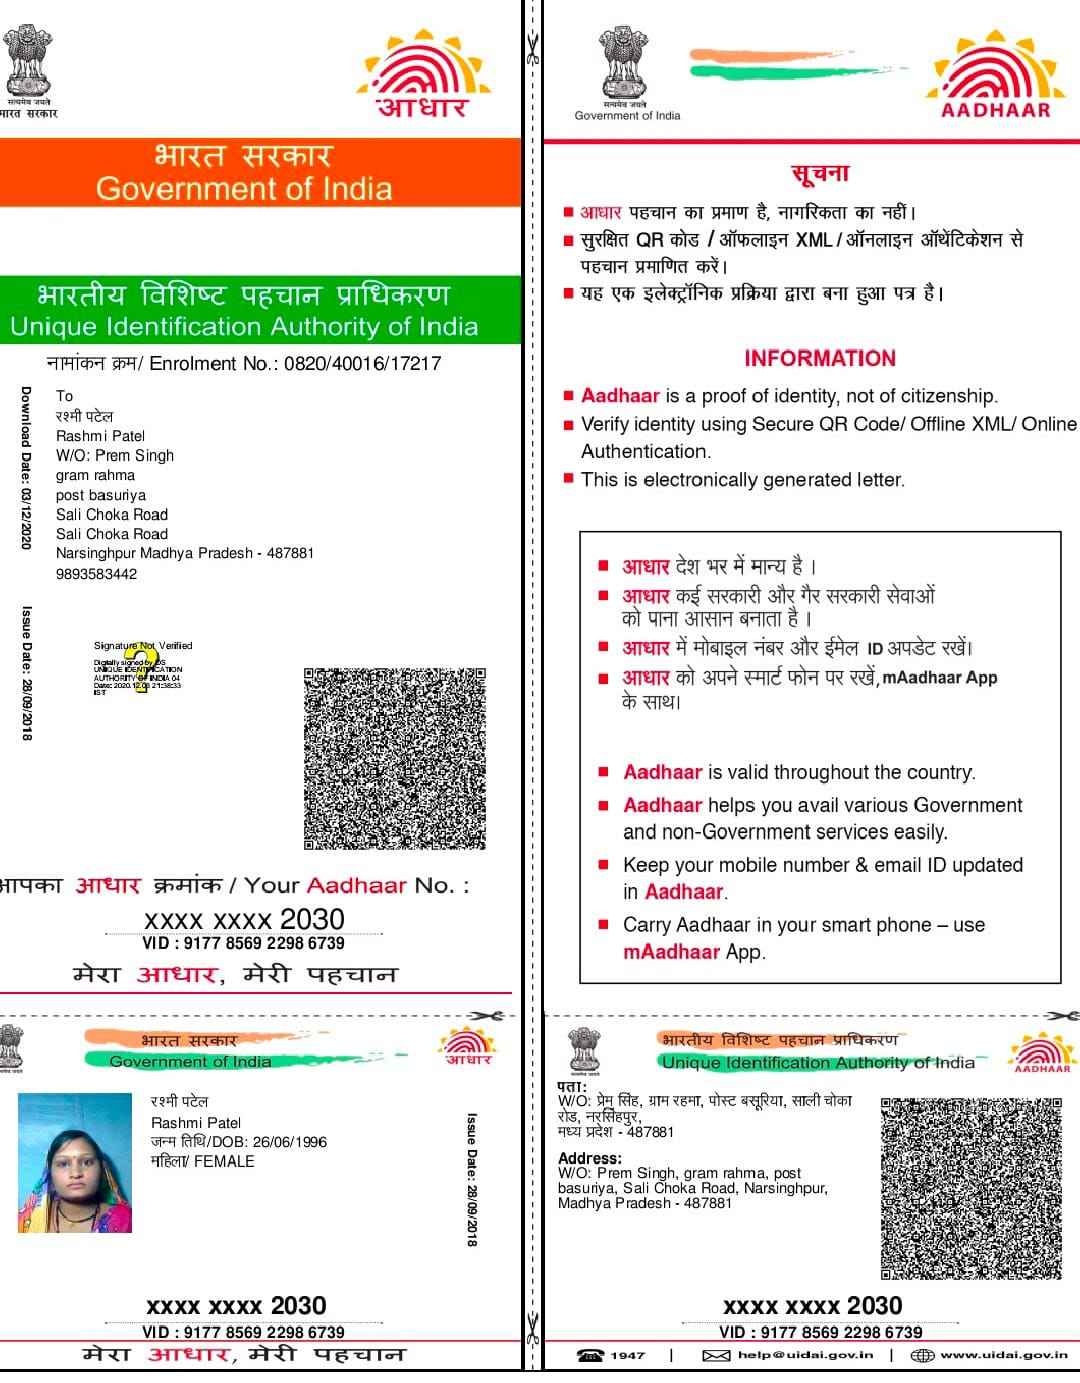 सत्यमेव जयते
भारत सरकार
आधार
भारत सरकार
Government of India
भारतीय विशिष्ट पहचान प्राधिकरण
Unique Identification Authority of India
नामांकन क्रम/ Enrolment No.: 0820/40016/17217
Download Date: 03/12/2020
Issue Date: 28/09/2018
To
रश्मी पटेल
Rashmi Patel
W/O: Prem Singh
gram rahma
post basuriya
Sali Choka Road
Sali Choka Road
Narsinghpur Madhya Pradesh - 487881
9893583442
Signature Not Verified
Digitally signed by DS
UNIQUE IDENTIFICATION
AUTHORITY OF INDIA 04
Date: 2020.12.03 21:38:33
IST
आपका आधार क्रमांक / Your Aadhaar No. :
xxxx xxxx 2030
VID : 9177 8569 2298 6739
मेरा आधार, मेरी पहचान
सत्यमेव जयते
Government of India
AADHAAR
सूचना
आधार पहचान का प्रमाण है, नागरिकता का नहीं।
सुरक्षित QR कोड / ऑफलाइन XML / ऑनलाइन ऑथेंटिकेशन से
पहचान प्रमाणित करें।
यह एक इलेक्ट्रॉनिक प्रक्रिया द्वारा बना हुआ पत्र है।
INFORMATION
Aadhaar is a proof of identity, not of citizenship.
Verify identity using Secure QR Code/ Offline XML/ Online
Authentication.
This is electronically generated letter.
आधार देश भर में मान्य है ।
आधार कई सरकारी और गैर सरकारी सेवाओं
को पाना आसान बनाता है ।
आधार में मोबाइल नंबर और ईमेल ID अपडेट रखें।
आधार को अपने स्मार्ट फोन पर रखें, mAadhaar App
के साथ।
Aadhaar is valid throughout the country.
Aadhaar helps you avail various Government
and non-Government services easily.
Keep your mobile number & email ID updated
in Aadhaar.
Carry Aadhaar in your smart phone – use
mAadhaar App.
भारत सरकार
Government of India
आधार
रश्मी पटेल
Rashmi Patel
जन्म तिथि/DOB: 26/06/1996
महिला/ FEMALE
Issue Date: 28/09/2018
xxxx xxxx 2030
VID : 9177 8569 2298 6739
मेरा आधार, मेरी पहचान
भारतीय विशिष्ट पहचान प्राधिकरण
Unique Identification Authority of India
AADHAAR
पता:
W/O: प्रेम सिंह, ग्राम रहमा, पोस्ट बसूरिया, साली चोका
रोड, नरसिंहपुर,
मध्य प्रदेश - 487881
Address:
W/O: Prem Singh, gram rahma, post
basuriya, Sali Choka Road, Narsinghpur,
Madhya Pradesh - 487881
xxxx xxxx 2030
VID : 9177 8569 2298 6739
1947 | help@uidai.gov.in | www.uidai.gov.in